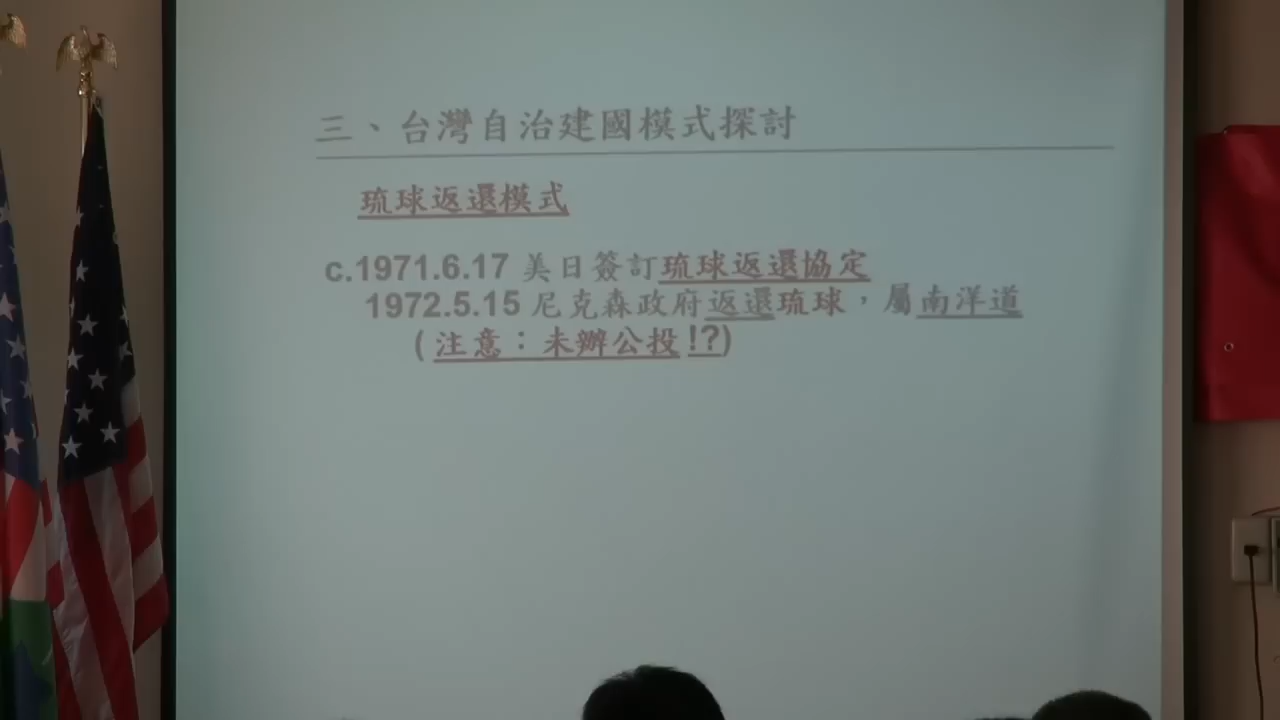 三、台灣自治建國模式探討
琉球返還模式
c.1971.6.17 美日簽訂琉球返還協定
1972.5.15 尼克森政府返還琉球，屬南洋道
(注意：未辦公投!?)